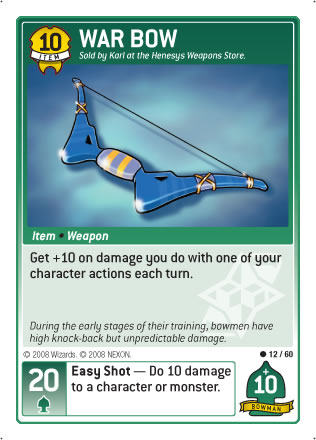 10
ITEM
WAR BOW
Sold by Karl at the Henesys Weapons Store.
Item • Weapon
Get +10 on damage you do with one of your
character actions each turn.
During the early stages of their training, bowmen have
high knock-back but unpredictable damage.
© 2008 Wizards. © 2008 NEXON.
● 12 / 60
20
Easy Shot — Do 10 damage
to a character or monster.
+
10
BOWMAN